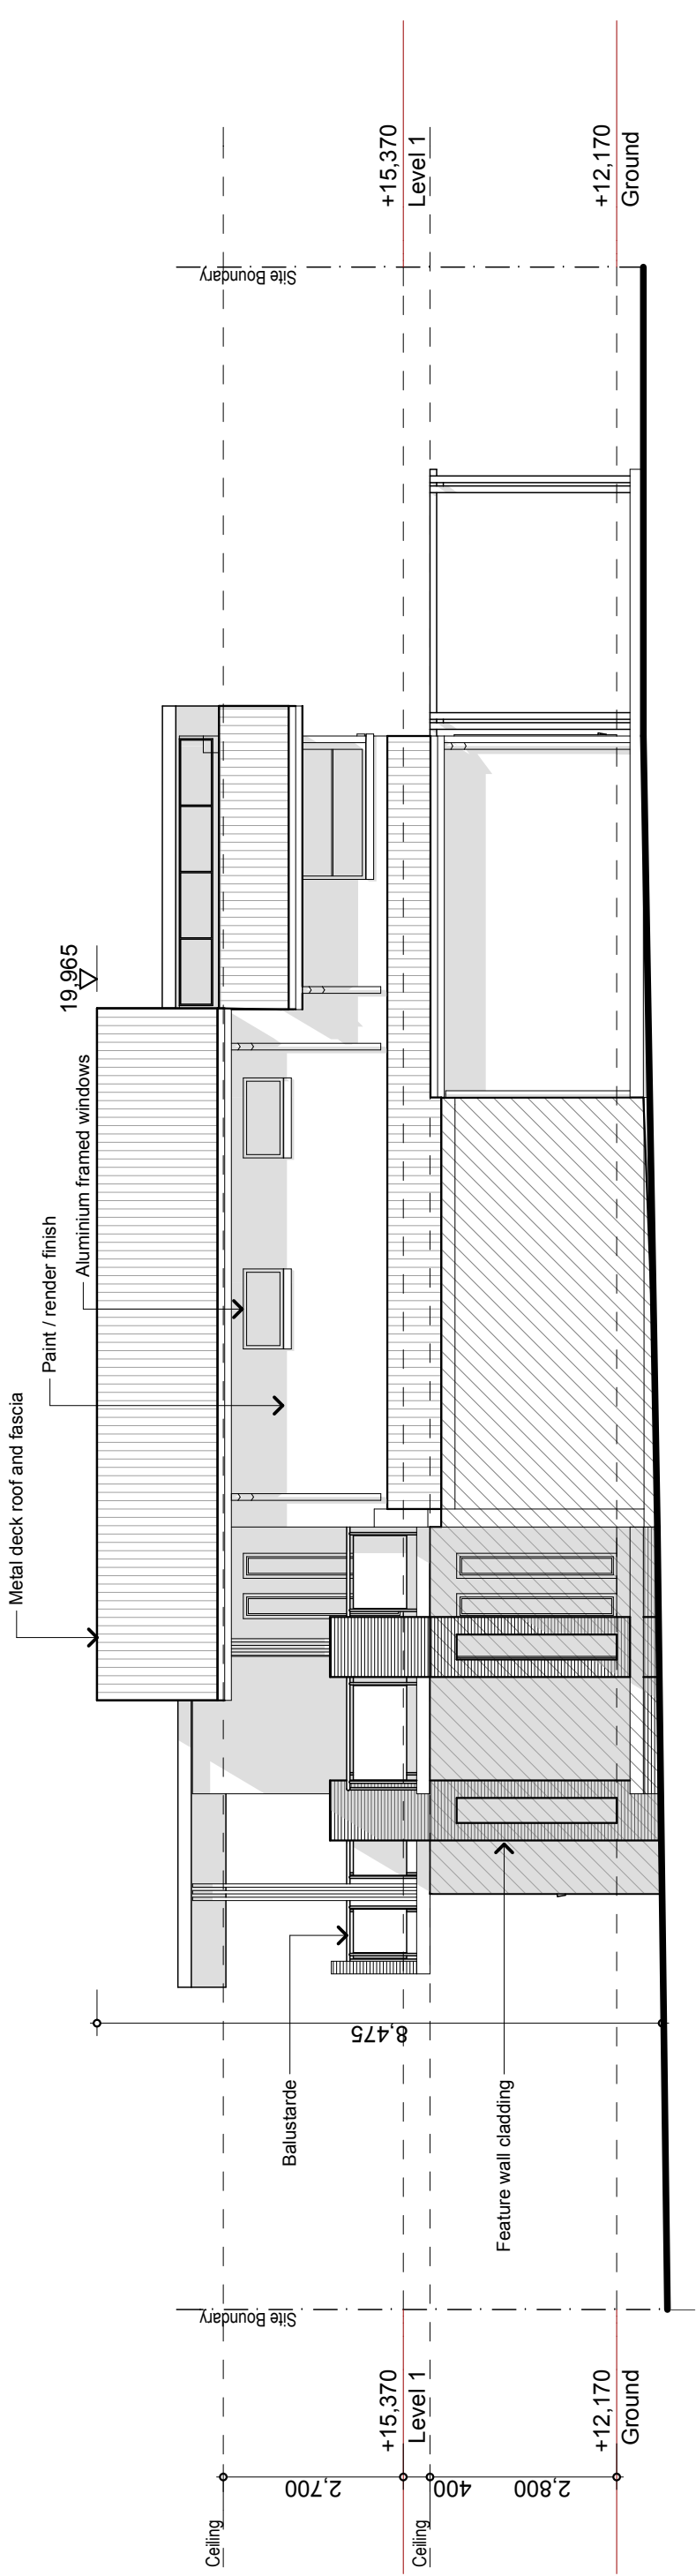 Metal deck roof and fascia
Paint / render finish
Aluminium framed windows
19,965
Site Boundary
Site Boundary
Ceiling
2,700
+15,370
Level 1
Ceiling
400
2,800
+12,170
Ground
8,475
Balustarde
Feature wall cladding
+15,370
Level 1
+12,170
Ground